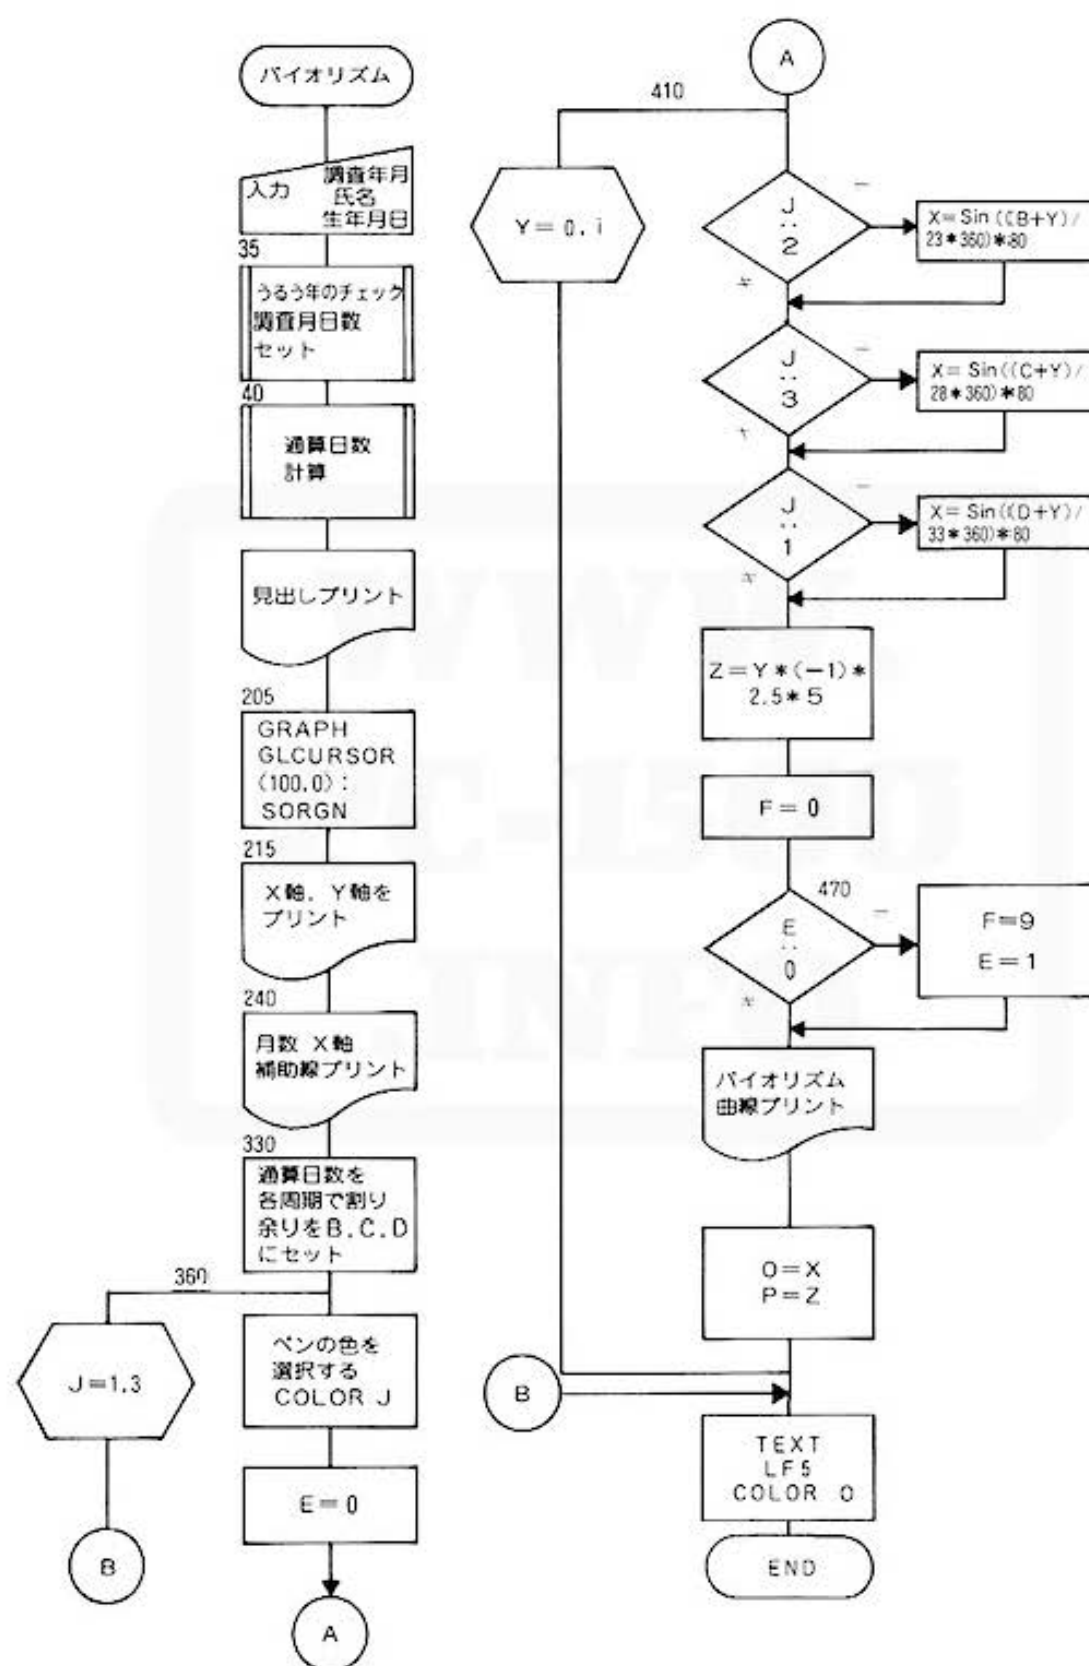 バイオリズム
入力 調査年月
氏名
生年月日
35
うるう年のチェック
調査月日数
セット
40
通算日数
計算
見出しプリント
205
GRAPH
GLCURSOR
(100.0):
SORGN
215
X軸. Y軸を
プリント
240
月数 X軸
補助線プリント
330
通算日数を
各周期で割り
余りをB.C.D
にセット
360
J=1.3
B
ペンの色を
選択する
COLOR J
E=0
A
A
410
Y=0. i
J
:
2
X=Sin((B+Y)/
23*360)*80
J
:
3
X=Sin((C+Y)/
28*360)*80
J
:
1
X=Sin((D+Y)/
33*360)*80
Z=Y*(-1)*
2.5*5
F=0
470
E
:
0
F=9
E=1
バイオリズム
曲線プリント
O=X
P=Z
B
TEXT
LF5
COLOR 0
END
WWW.
PC-1500
.INFO